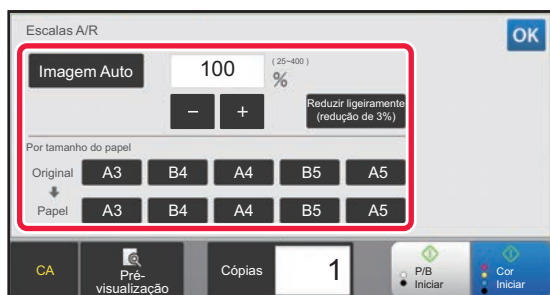 Escalas A/R
OK
Imagem Auto
100
(25~400)
%
− +
Reduzir ligeiramente
(redução de 3%)
Por tamanho do papel
Original A3 B4 A4 B5 A5
Papel A3 B4 A4 B5 A5
CA
Pré-
visualização
Cópias
1
P/B
Iniciar
Cor
Iniciar